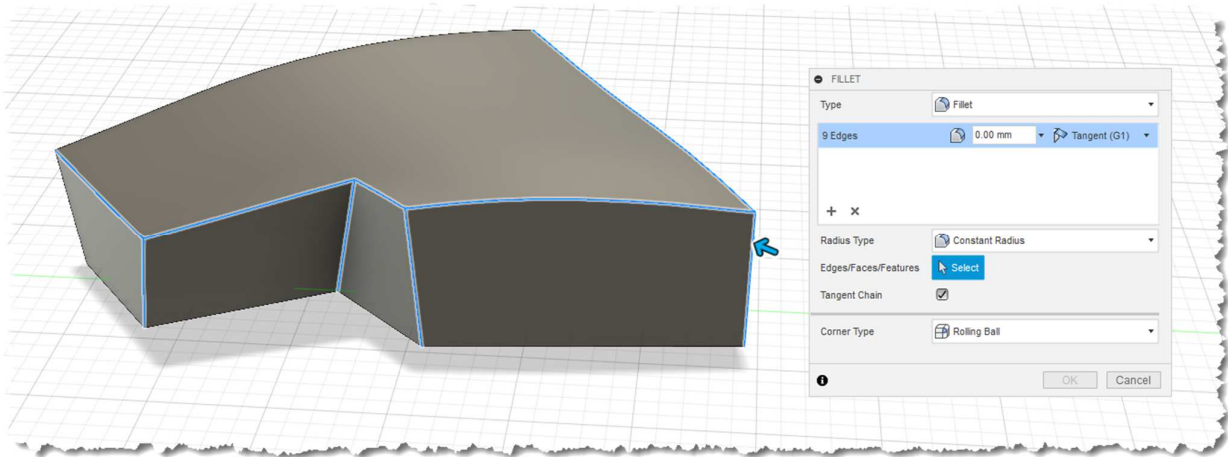 FILLET
Type Fillet
9 Edges 0.00 mm Tangent (G1)
Radius Type Constant Radius
Edges/Faces/Features Select
Tangent Chain
Corner Type Rolling Ball
OK Cancel